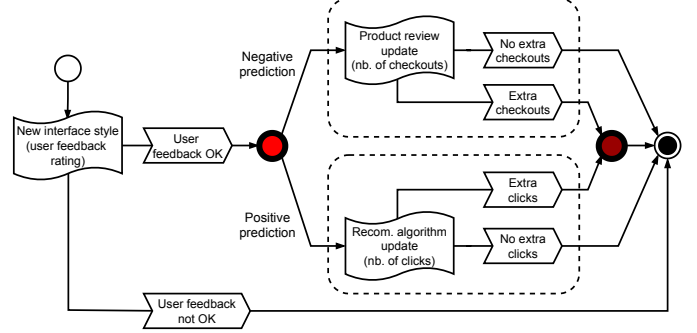 Product review
update
(nb. of checkouts)
No extra
checkouts
Negative
prediction
Extra
checkouts
New interface style
(user feedback
rating)
User
feedback OK
Extra
clicks
Positive
prediction
Recom. algorithm
update
(nb. of clicks)
No extra
clicks
User feedback
not OK